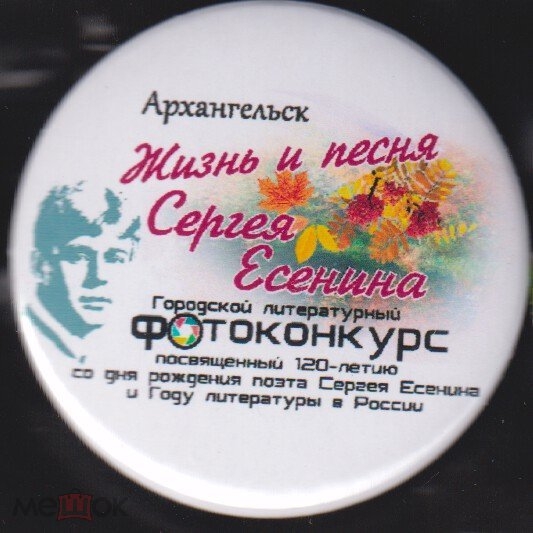 Архангельск
Жизнь и песня
Сергея
Есенина
Городской литературный
ФОТОКОНКУРС
посвященный 120-летию
со дня рождения поэта Сергея Есенина
и Году литературы в России
мешок